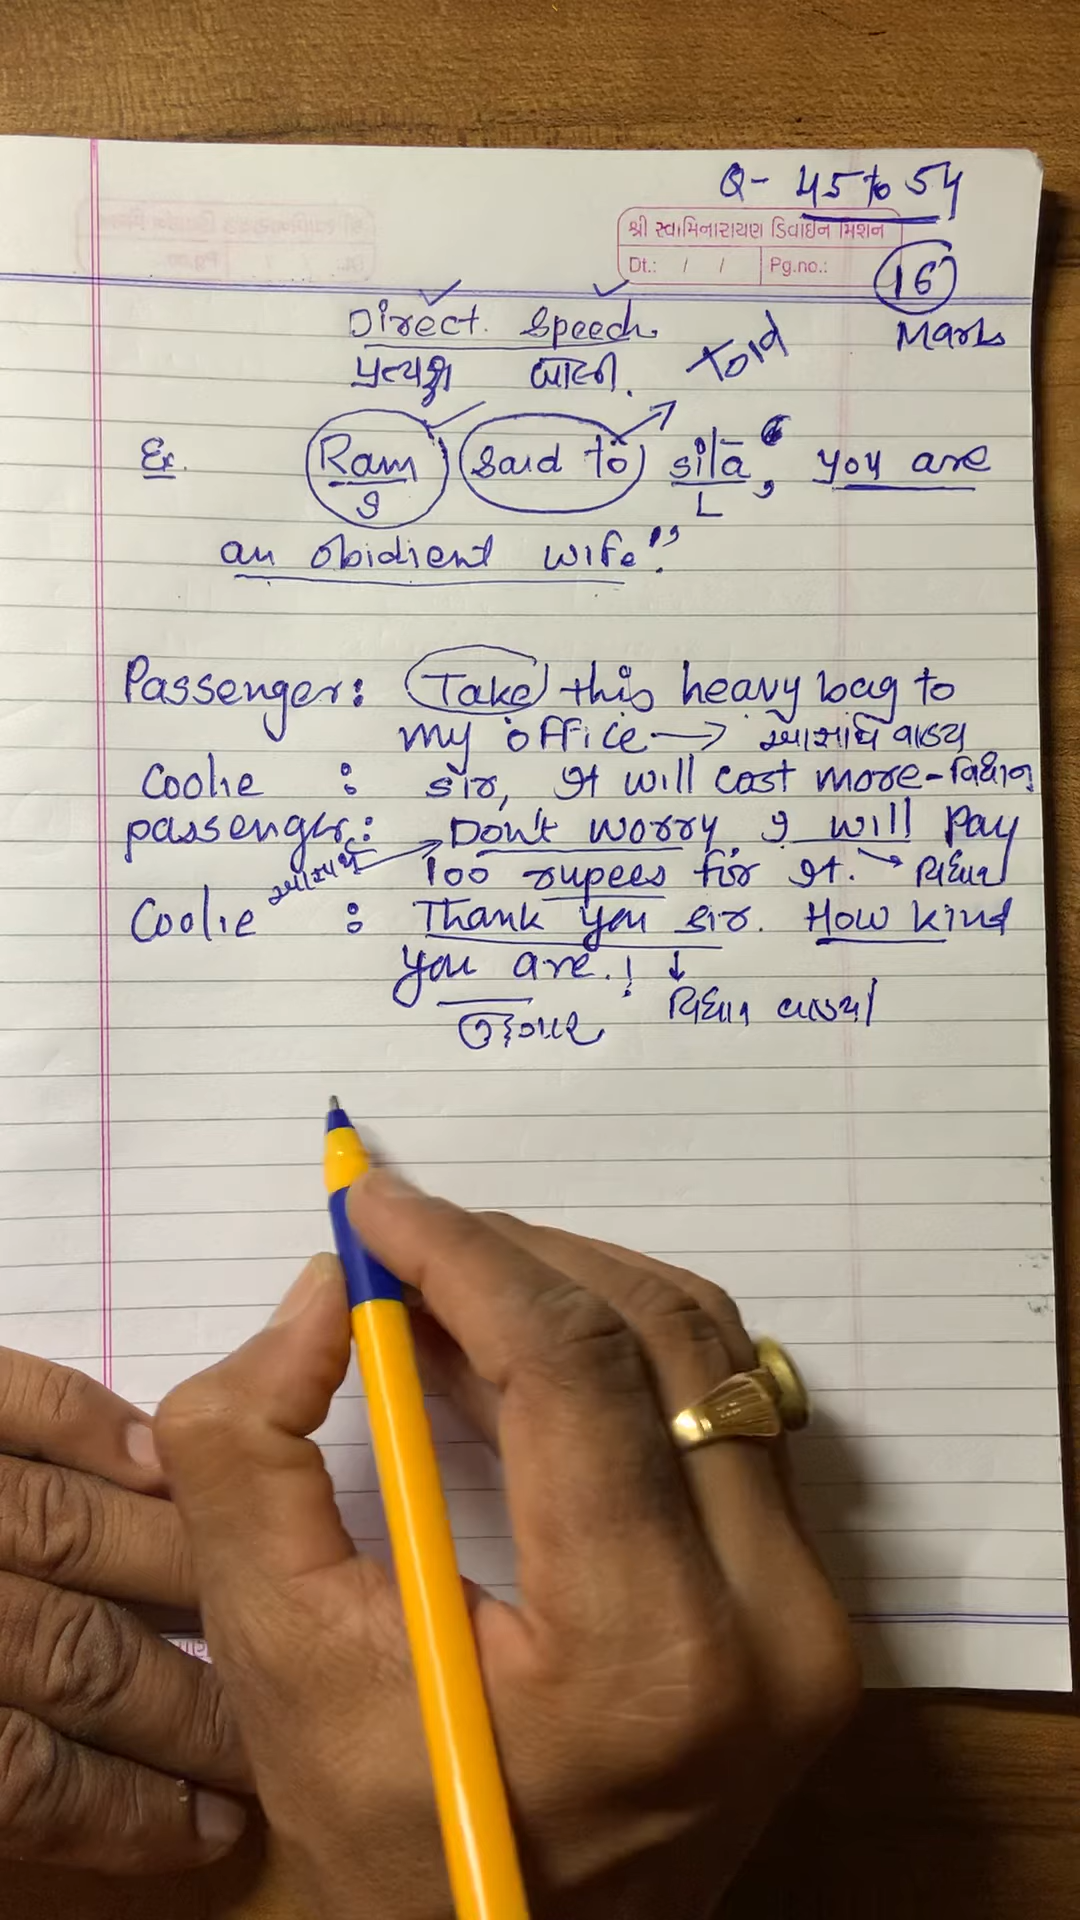 Q- 45 to 54
શ્રી સ્વામિનારાયણ ડિવાઇન મિશન
Dt.: / / Pg.no.:
16
Marks
Direct. Speech
પ્રત્યક્ષ બોલી.
told
Ex. Ram said to sitā, “you are
S L
an obidient wife."
Passenger: Take this heavy bag to
my office → આજ્ઞાર્થ વાક્ય
Coolie : sir, It will cost more - વિધાન
passenger: Don't worry, I will Pay
આજ્ઞાર્થ 100 rupees for It. → વિધાન
Coolie : Thank you sir. How kind
you are.!
ઉદ્દગાર વિધાન વાક્ય